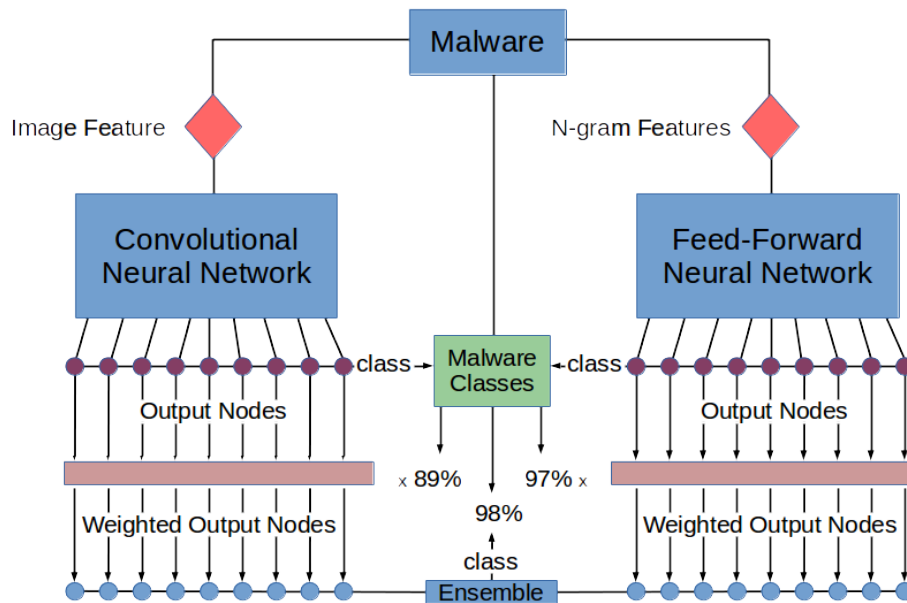 Malware
Image Feature
N-gram Features
Convolutional
Neural Network
Feed-Forward
Neural Network
class
Malware
Classes
class
Output Nodes
Output Nodes
x 89%
97% x
98%
Weighted Output Nodes
Weighted Output Nodes
class
Ensemble